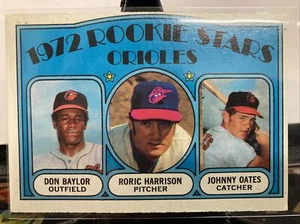 1972 ROOKIE STARS
ORIOLES
DON BAYLOR
OUTFIELD
RORIC HARRISON
PITCHER
JOHNNY OATES
CATCHER